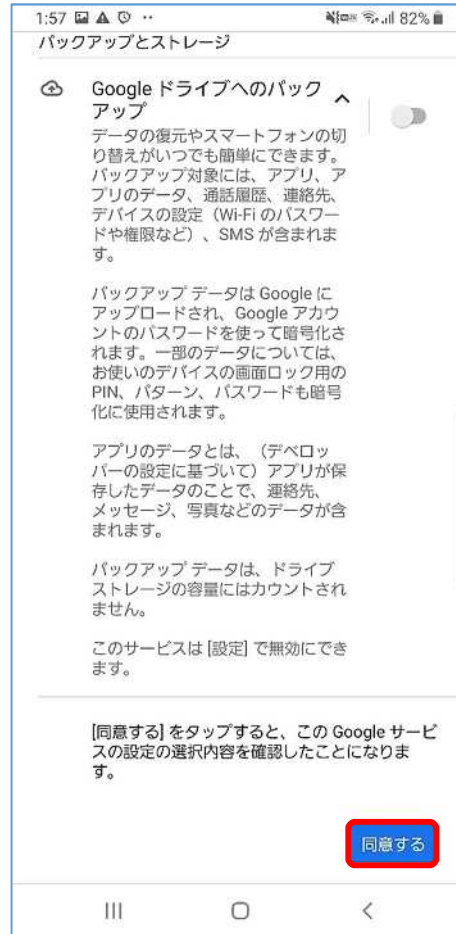 1:57
82%
バックアップとストレージ
Google ドライブへのバック
アップ
データの復元やスマートフォンの切
り替えがいつでも簡単にできます。
バックアップ対象には、アプリ、ア
プリのデータ、通話履歴、連絡先、
デバイスの設定（Wi-Fi のパスワー
ドや権限など）、SMS が含まれま
す。
バックアップ データは Google に
アップロードされ、Google アカウ
ントのパスワードを使って暗号化さ
れます。一部のデータについては、
お使いのデバイスの画面ロック用の
PIN、パターン、パスワードも暗号
化に使用されます。
アプリのデータとは、（デベロッ
パーの設定に基づいて）アプリが保
存したデータのことで、連絡先、
メッセージ、写真などのデータが含
まれます。
バックアップ データは、ドライブ
ストレージの容量にはカウントされ
ません。
このサービスは [設定] で無効にでき
ます。
[同意する] をタップすると、この Google サービ
スの設定の選択内容を確認したことになりま
す。
同意する